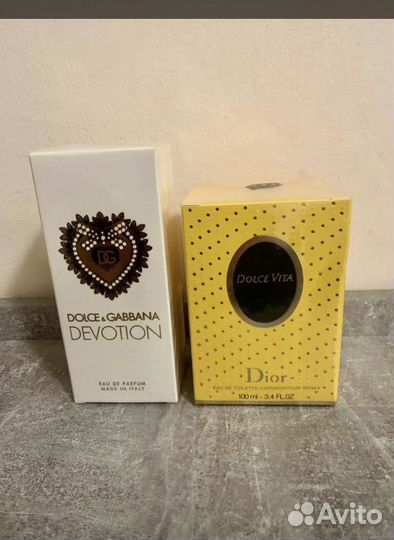 DG
DOLCE & GABBANA
DEVOTION
EAU DE PARFUM
MADE IN ITALY
DOLCE VITA
Dior
EAU DE TOILETTE VAPORISATEUR SPRAY
100 ml - 3.4 FL.OZ
Avito